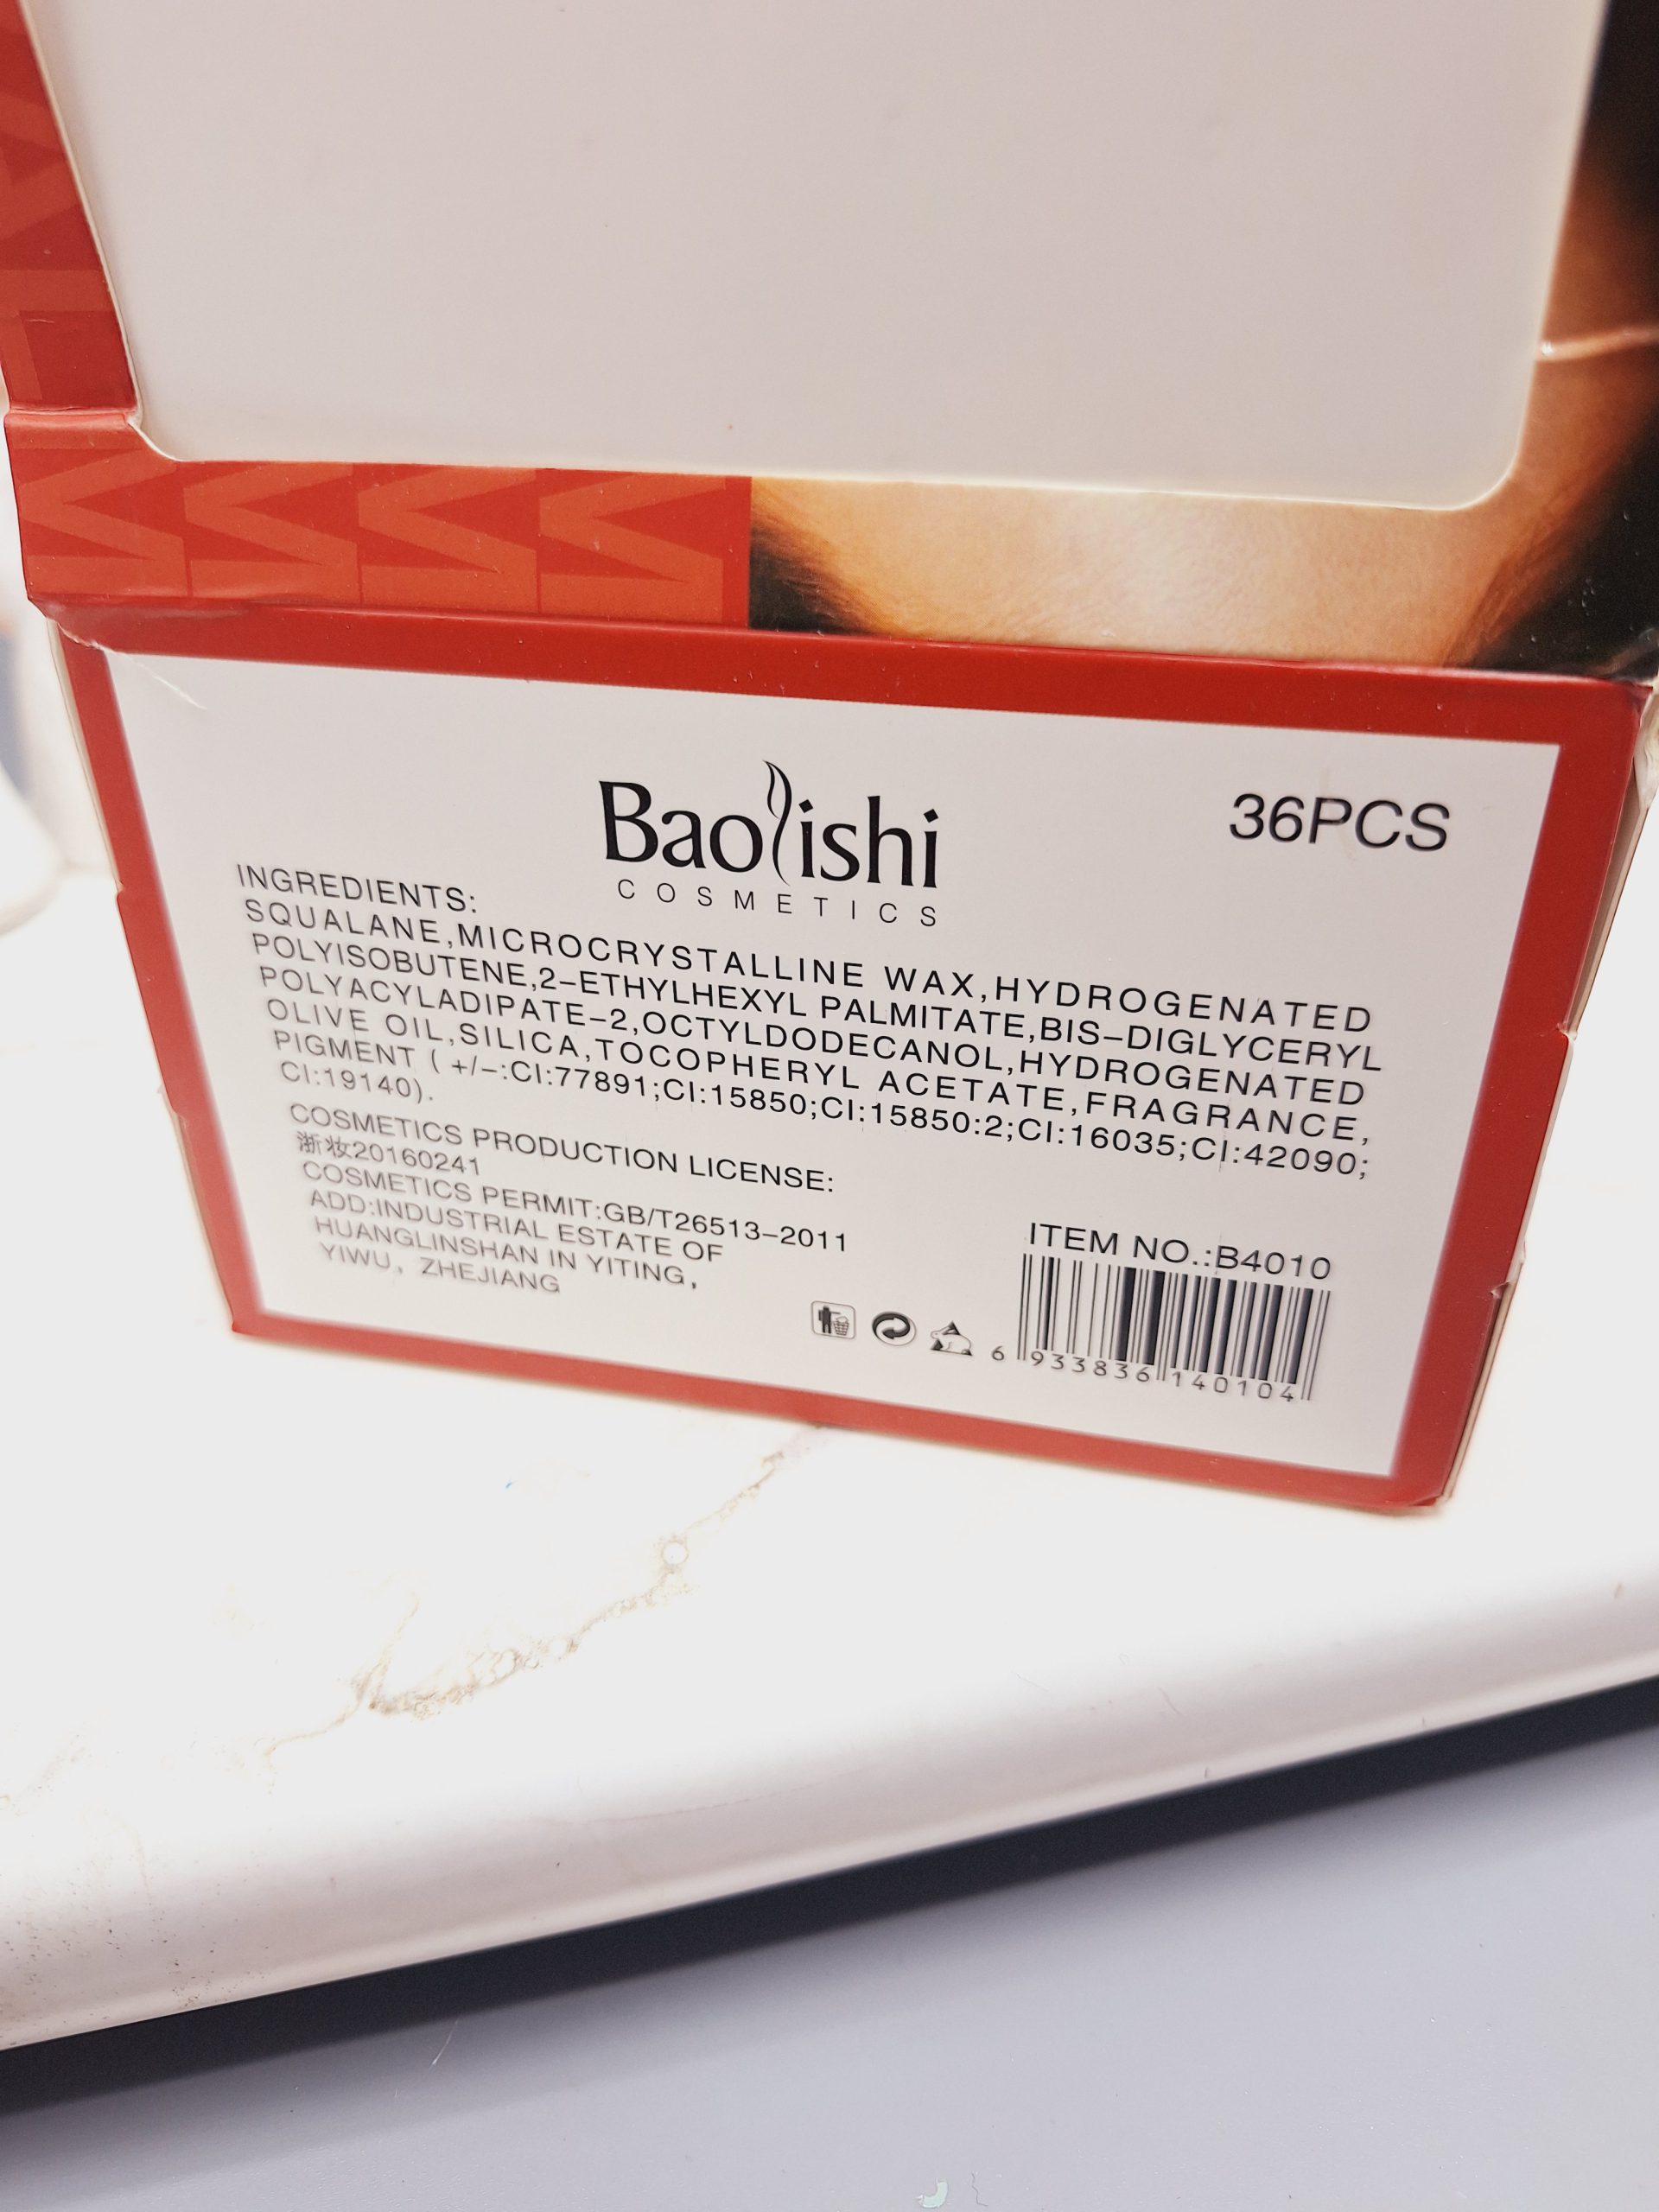 Baolishi
COSMETICS
36PCS
INGREDIENTS:
SQUALANE,MICROCRYSTALLINE WAX,HYDROGENATED
POLYISOBUTENE,2-ETHYLHEXYL PALMITATE,BIS-DIGLYCERYL
POLYACYLADIPATE-2,OCTYLDODECANOL,HYDROGENATED
OLIVE OIL,SILICA,TOCOPHERYL ACETATE,FRAGRANCE,
PIGMENT ( +/-:CI:77891;CI:15850;CI:15850:2;CI:16035;CI:42090;
CI:19140).
COSMETICS PRODUCTION LICENSE:
浙妆20160241
COSMETICS PERMIT:GB/T26513-2011
ADD:INDUSTRIAL ESTATE OF
HUANGLINSHAN IN YITING,
YIWU, ZHEJIANG
ITEM NO.:B4010
6 933836 140104